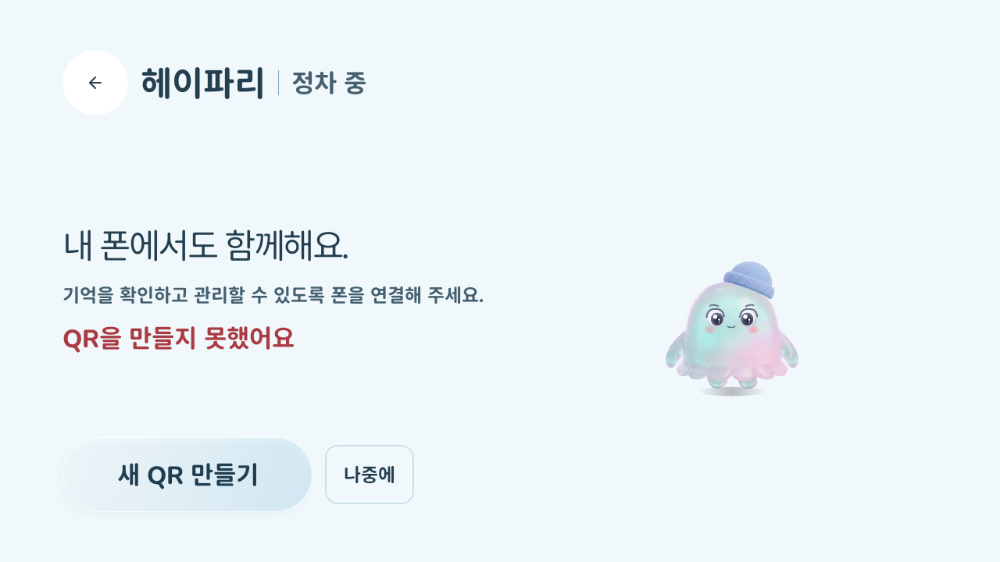 헤이파리
정차 중
내 폰에서도 함께해요.
기억을 확인하고 관리할 수 있도록 폰을 연결해 주세요.
QR을 만들지 못했어요
새 QR 만들기
나중에